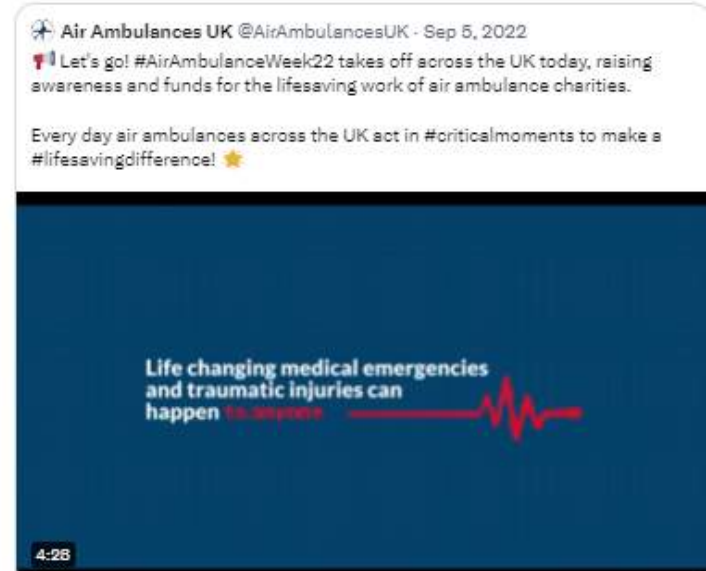 Air Ambulances UK @AirAmbulancesUK · Sep 5, 2022
Let's go! #AirAmbulanceWeek22 takes off across the UK today, raising
awareness and funds for the lifesaving work of air ambulance charities.
Every day air ambulances across the UK act in #criticalmoments to make a
#lifesavingdifference!
Life changing medical emergencies
and traumatic injuries can
happen to anyone
4:28